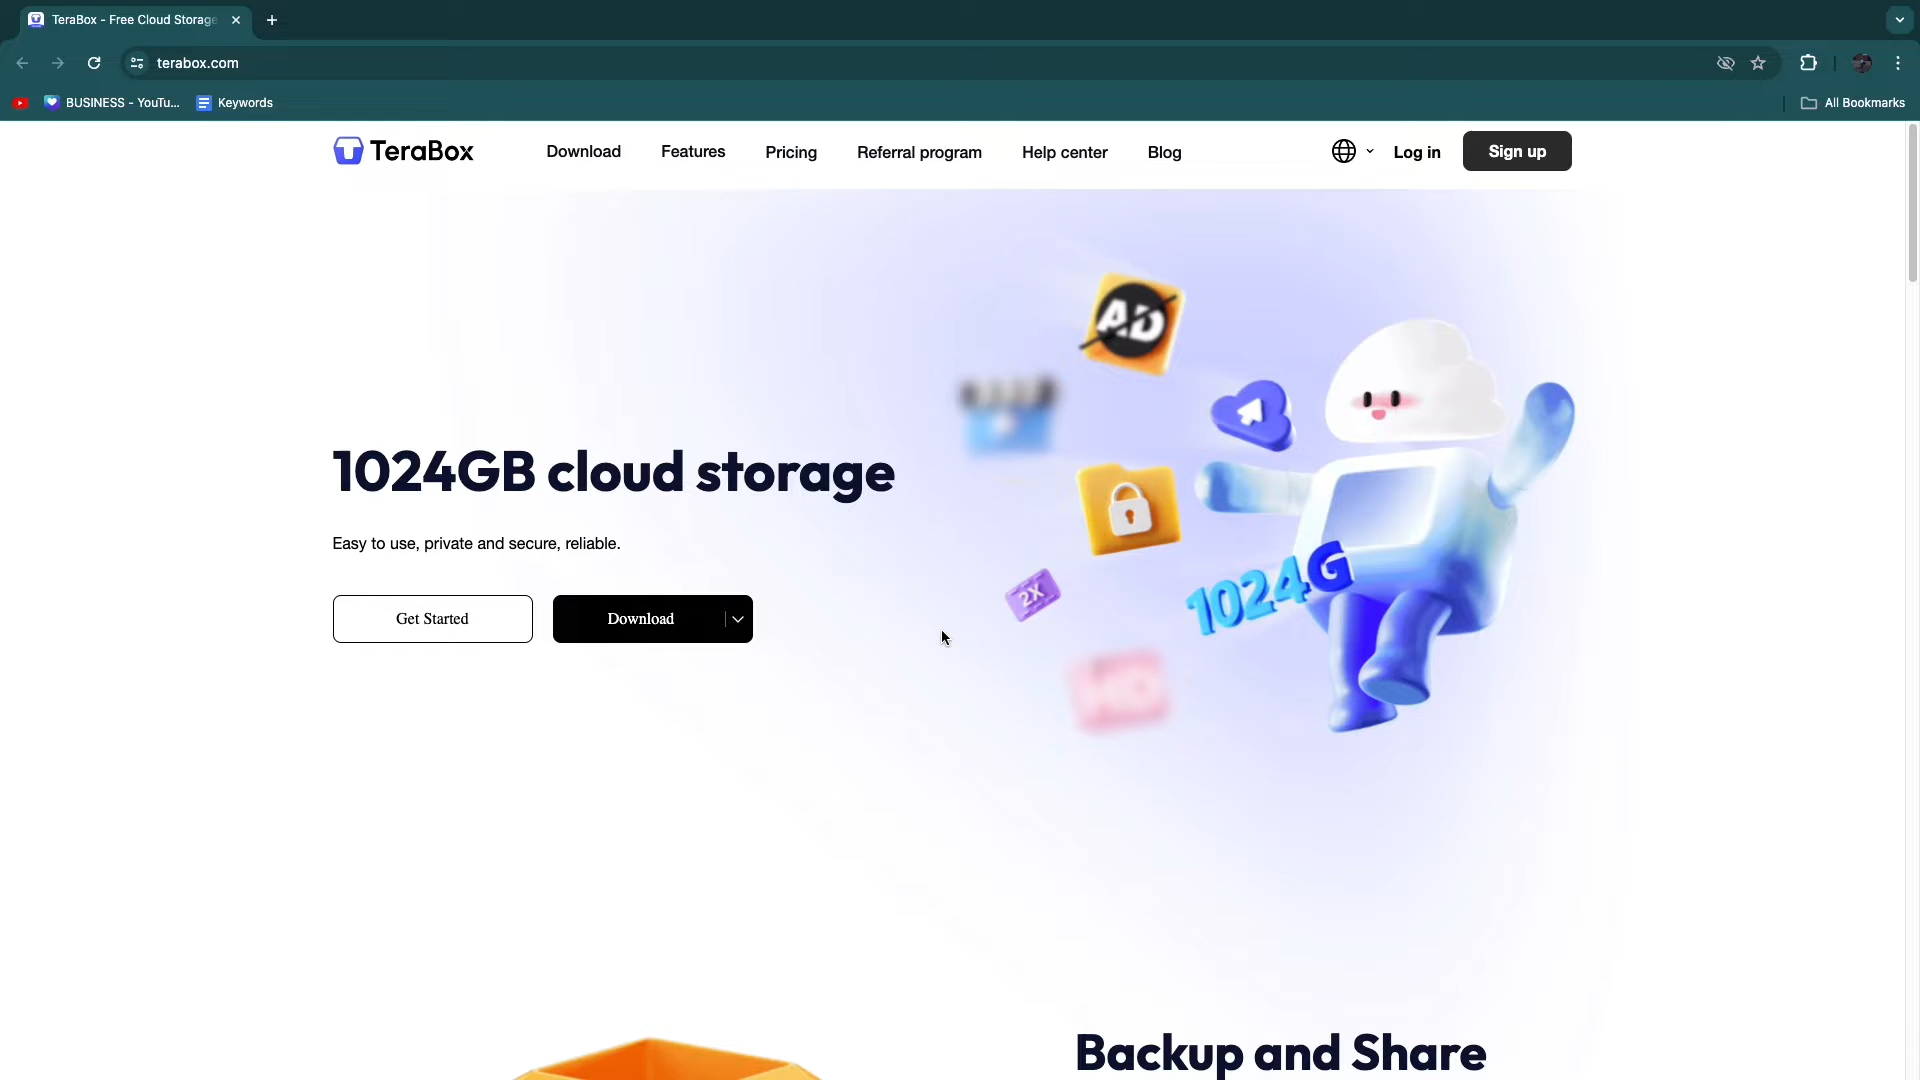 TeraBox - Free Cloud Storage
terabox.com
BUSINESS - YouTu...
Keywords
All Bookmarks
TeraBox
Download
Features
Pricing
Referral program
Help center
Blog
Log in
Sign up
AD
1024GB cloud storage
Easy to use, private and secure, reliable.
Get Started
Download
2X
1024G
HD
Backup and Share